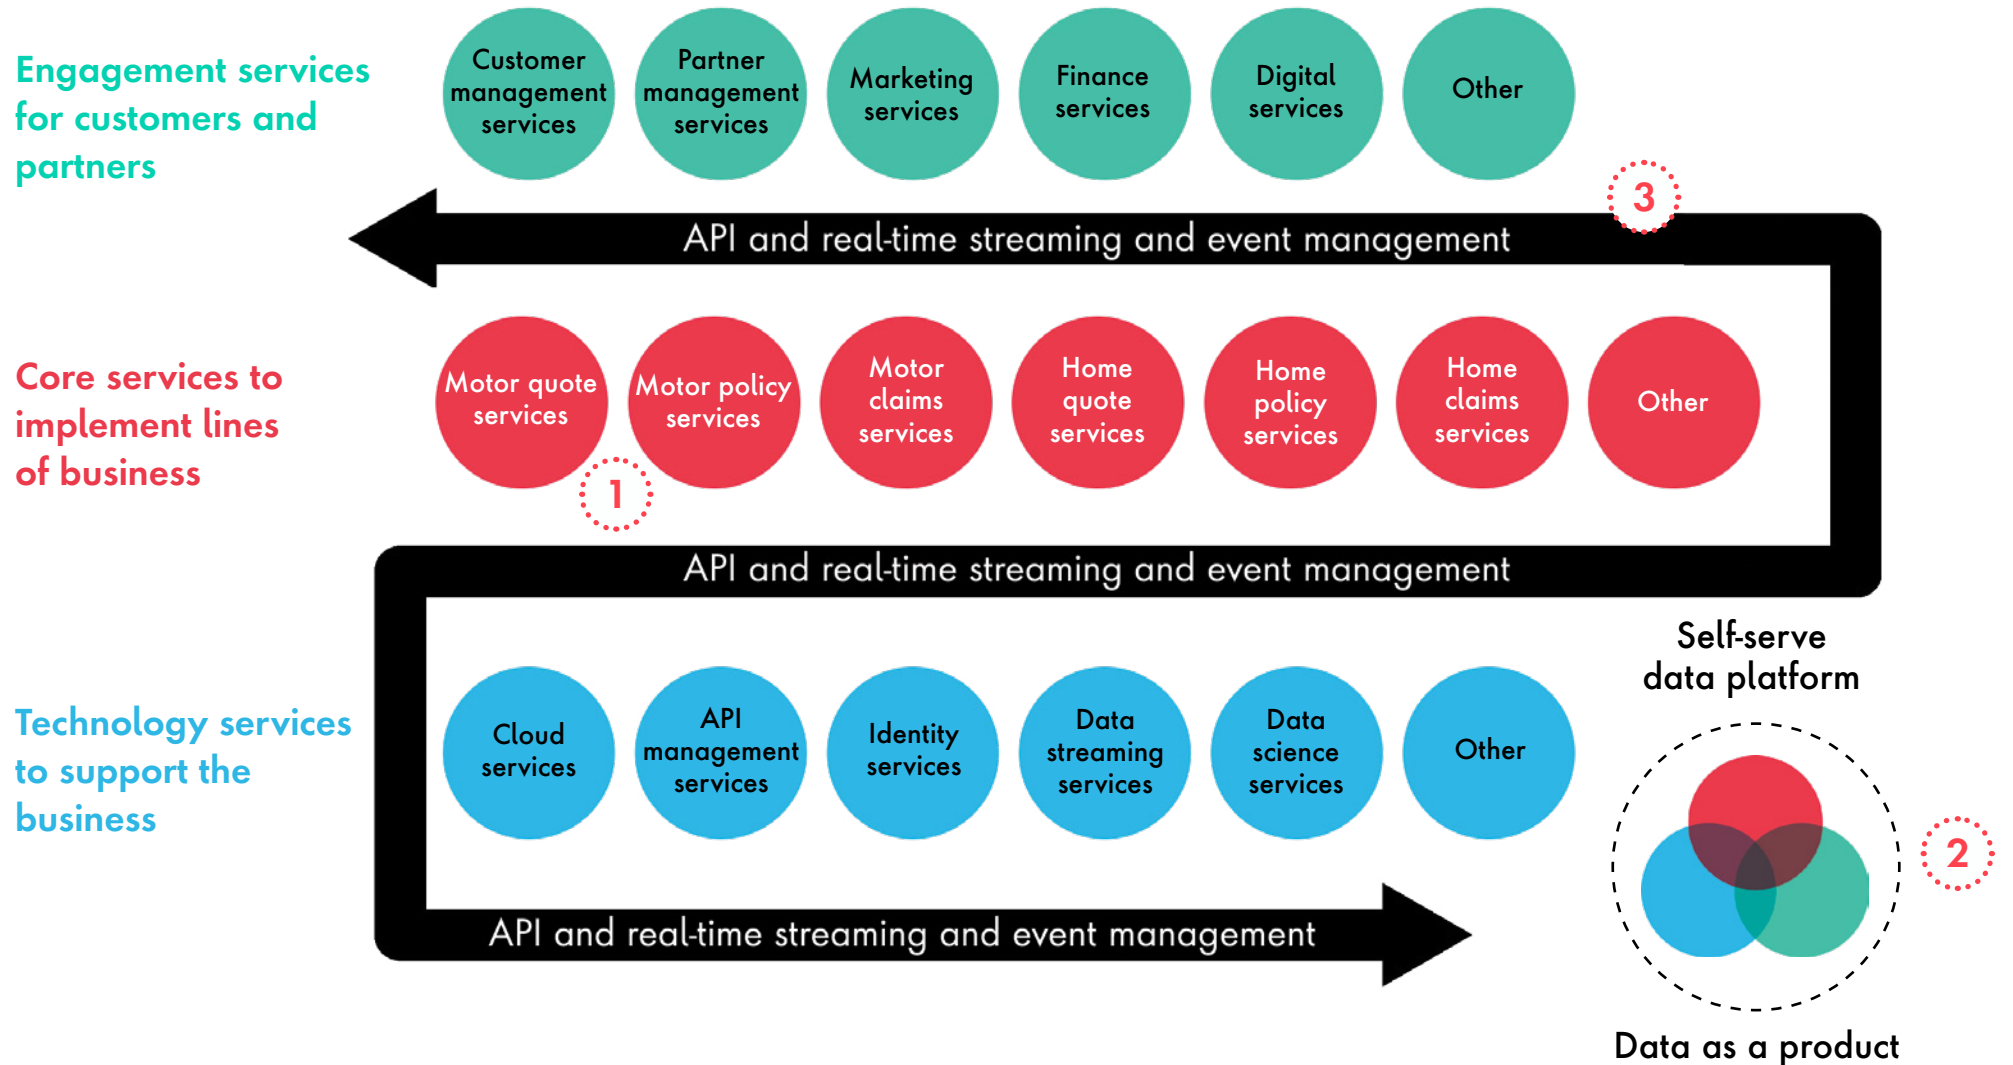 Engagement services
for customers and
partners
Customer
management
services
Partner
management
services
Marketing
services
Finance
services
Digital
services
Other
3
API and real-time streaming and event management
Core services to
implement lines
of business
Motor quote
services
Motor policy
services
Motor
claims
services
Home
quote
services
Home
policy
services
Home
claims
services
Other
1
API and real-time streaming and event management
Technology services
to support the
business
Cloud
services
API
management
services
Identity
services
Data
streaming
services
Data
science
services
Other
Self-serve
data platform
2
API and real-time streaming and event management
Data as a product